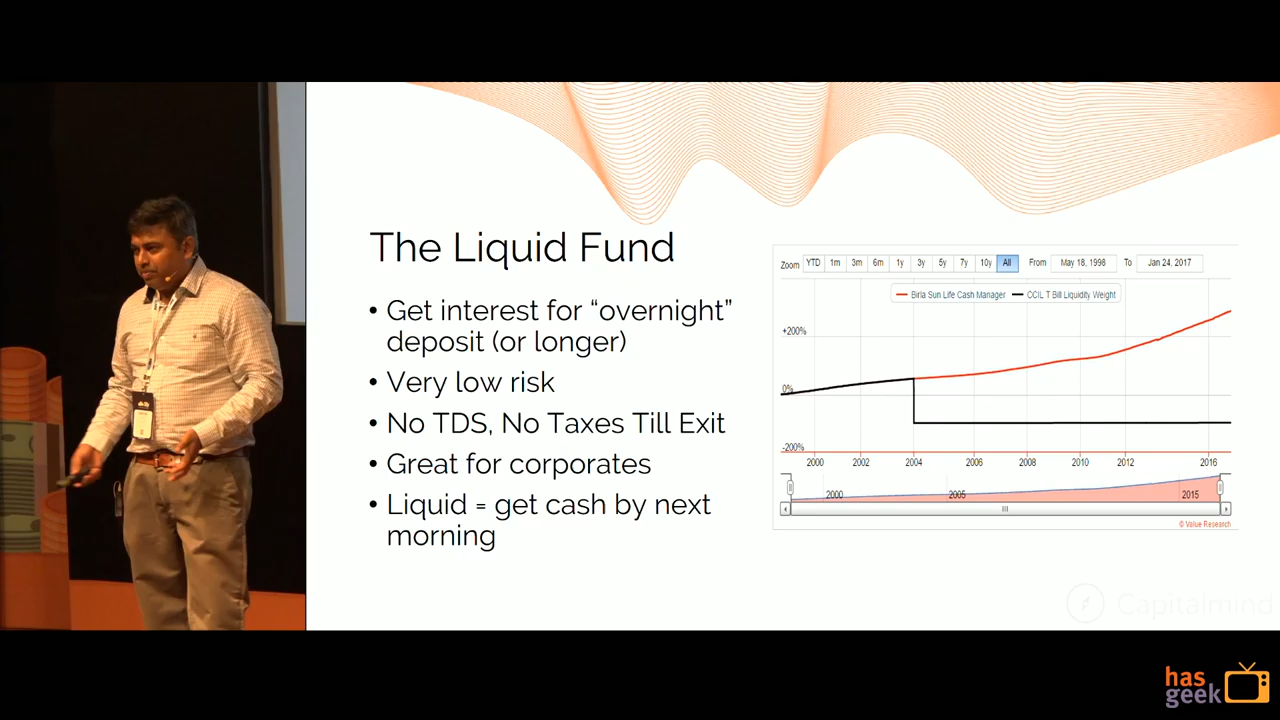 The Liquid Fund
• Get interest for “overnight”
deposit (or longer)
• Very low risk
• No TDS, No Taxes Till Exit
• Great for corporates
• Liquid = get cash by next
morning
Zoom YTD 1m 3m 6m 1y 3y 5y 7y 10y All From May 18, 1998 To Jan 24, 2017
Birla Sun Life Cash Manager CCIL T Bill Liquidity Weight
+200%
0%
-200%
2000 2002 2004 2006 2008 2010 2012 2016
2000 2005 2015
© Value Research
Capitalmind
has
geek